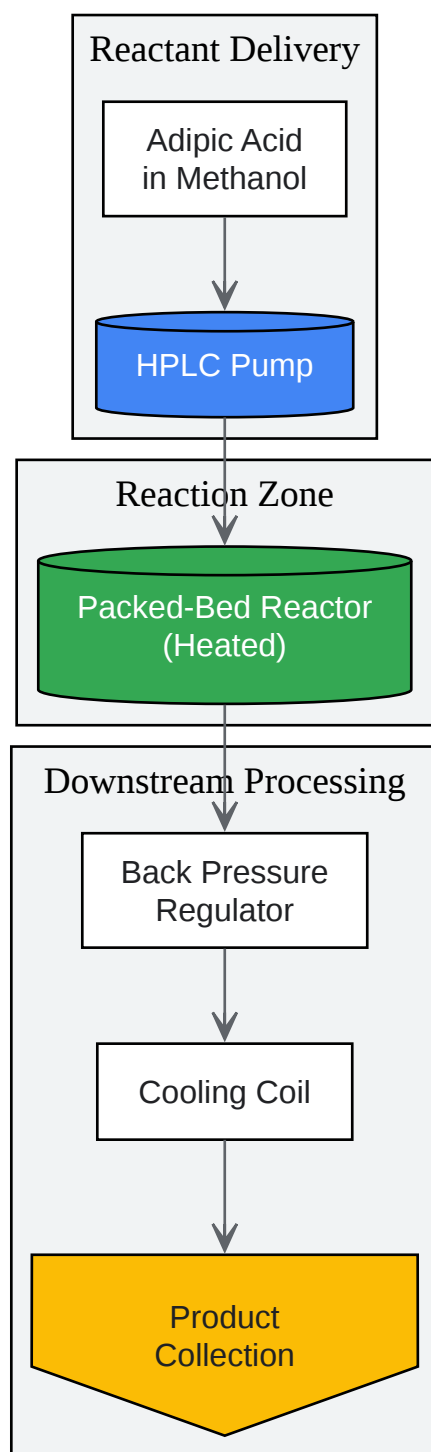 Reactant Delivery
Adipic Acid
in Methanol
HPLC Pump
Reaction Zone
Packed-Bed Reactor
(Heated)
Downstream Processing
Back Pressure
Regulator
Cooling Coil
Product
Collection